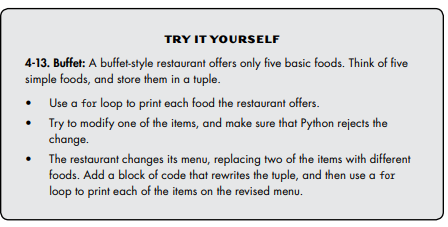 TRY IT YOURSELF
4-13. Buffet: A buffet-style restaurant offers only five basic foods. Think of five
simple foods, and store them in a tuple.
• Use a for loop to print each food the restaurant offers.
• Try to modify one of the items, and make sure that Python rejects the
change.
• The restaurant changes its menu, replacing two of the items with different
foods. Add a block of code that rewrites the tuple, and then use a for
loop to print each of the items on the revised menu.